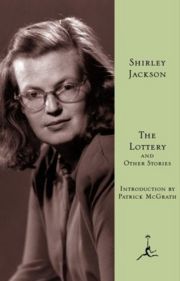 SHIRLEY
JACKSON
THE
LOTTERY
AND
OTHER STORIES
INTRODUCTION BY
PATRICK MCGRATH